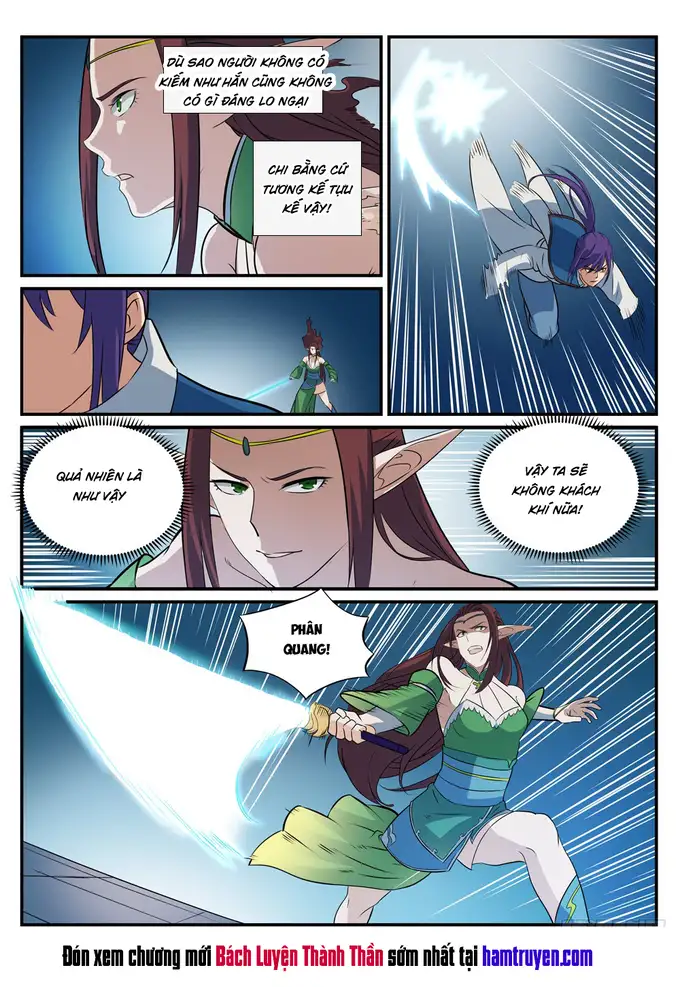 DÙ SAO NGƯỜI KHÔNG CÓ
KIẾM NHƯ HẮN CŨNG KHÔNG
CÓ GÌ ĐÁNG LO NGẠI
CHI BẰNG CỨ
TƯƠNG KẾ TỰU
KẾ VẬY!
QUẢ NHIÊN LÀ
NHƯ VẬY
VẬY TA SẼ
KHÔNG KHÁCH
KHÍ NỮA!
PHÂN
QUANG!
Đón xem chương mới Bách Luyện Thành Thần sớm nhất tại hamtruyen.com